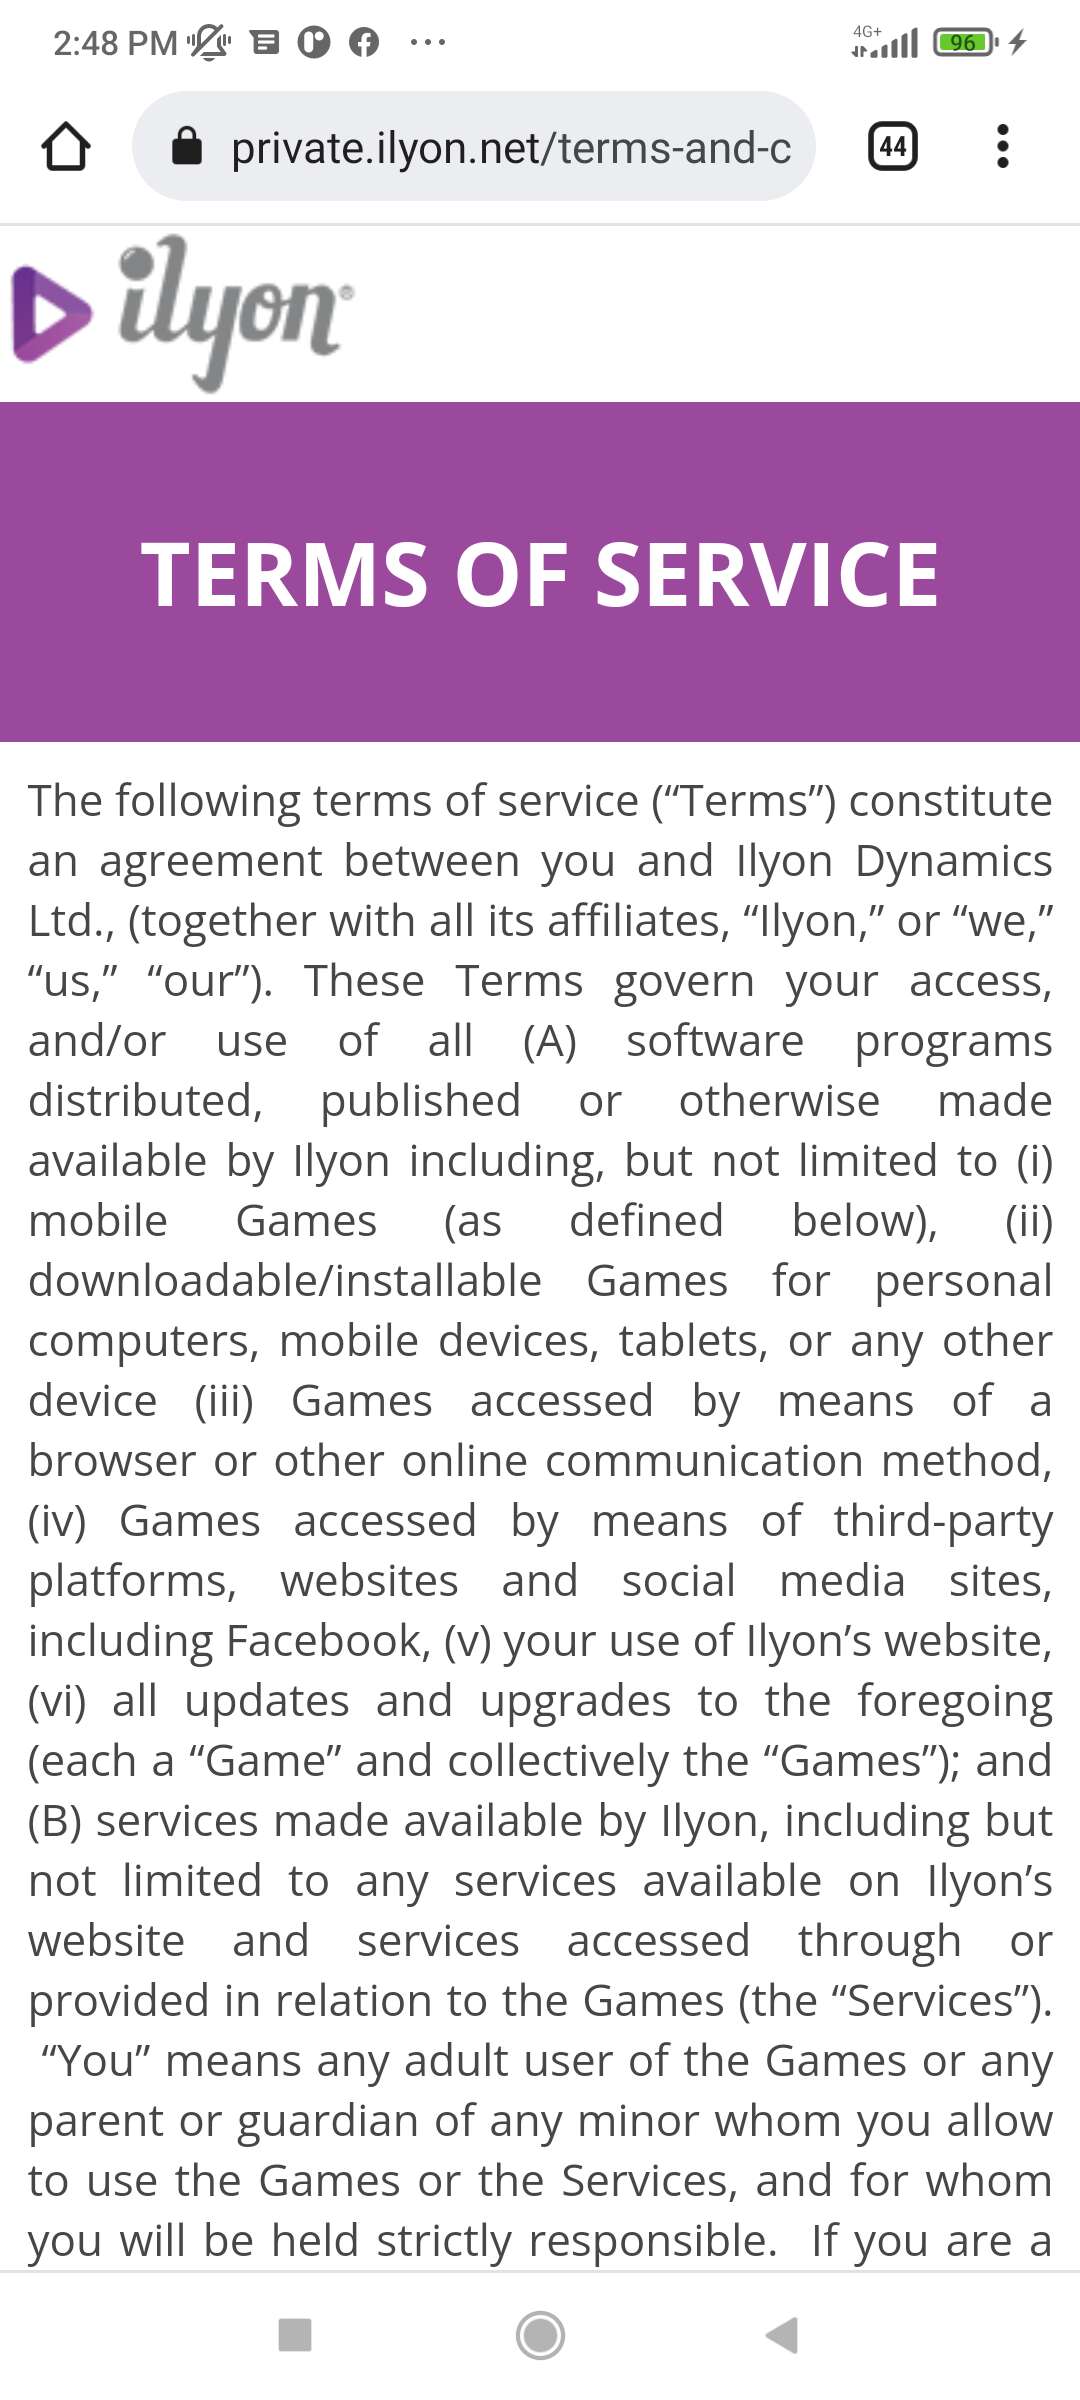 2:48 PM
4G+
96
private.ilyon.net/terms-and-c
44
ilyon®
TERMS OF SERVICE
The following terms of service (“Terms”) constitute
an agreement between you and Ilyon Dynamics
Ltd., (together with all its affiliates, “Ilyon,” or “we,”
“us,” “our”). These Terms govern your access,
and/or use of all (A) software programs
distributed, published or otherwise made
available by Ilyon including, but not limited to (i)
mobile Games (as defined below), (ii)
downloadable/installable Games for personal
computers, mobile devices, tablets, or any other
device (iii) Games accessed by means of a
browser or other online communication method,
(iv) Games accessed by means of third-party
platforms, websites and social media sites,
including Facebook, (v) your use of Ilyon’s website,
(vi) all updates and upgrades to the foregoing
(each a “Game” and collectively the “Games”); and
(B) services made available by Ilyon, including but
not limited to any services available on Ilyon’s
website and services accessed through or
provided in relation to the Games (the “Services”).
“You” means any adult user of the Games or any
parent or guardian of any minor whom you allow
to use the Games or the Services, and for whom
you will be held strictly responsible. If you are a